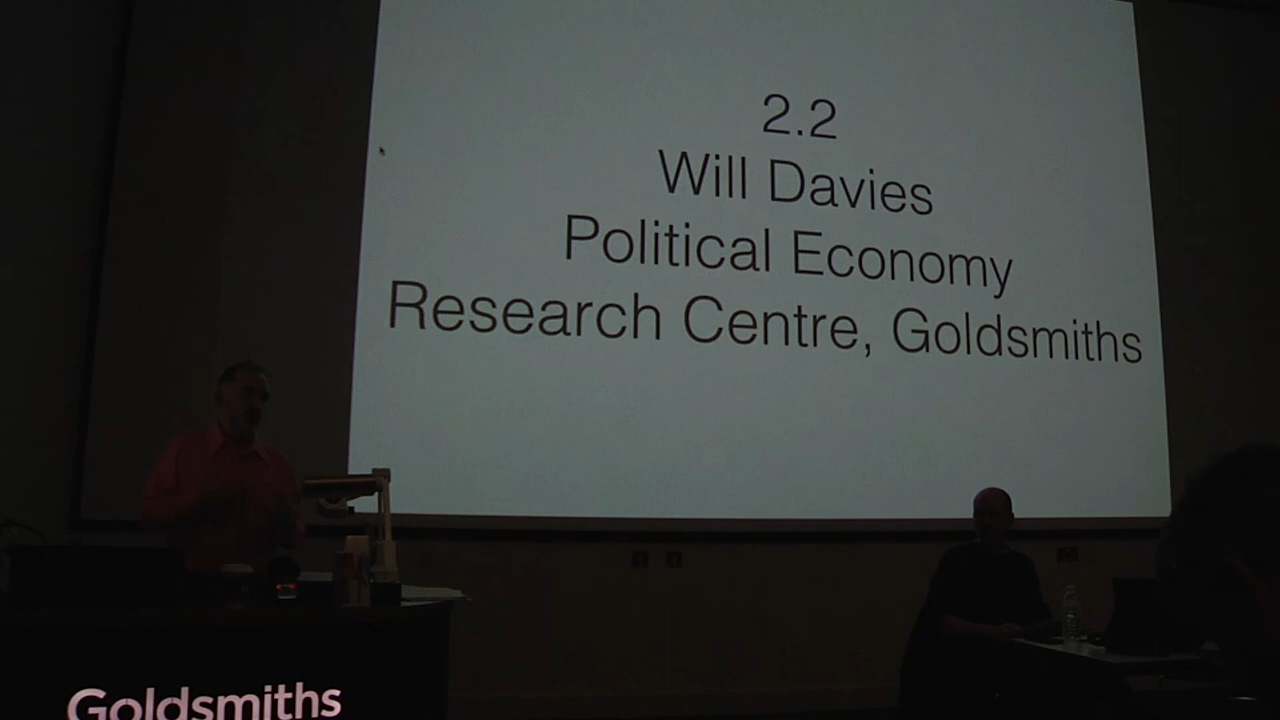 2.2
Will Davies
Political Economy
Research Centre, Goldsmiths
Goldsmiths